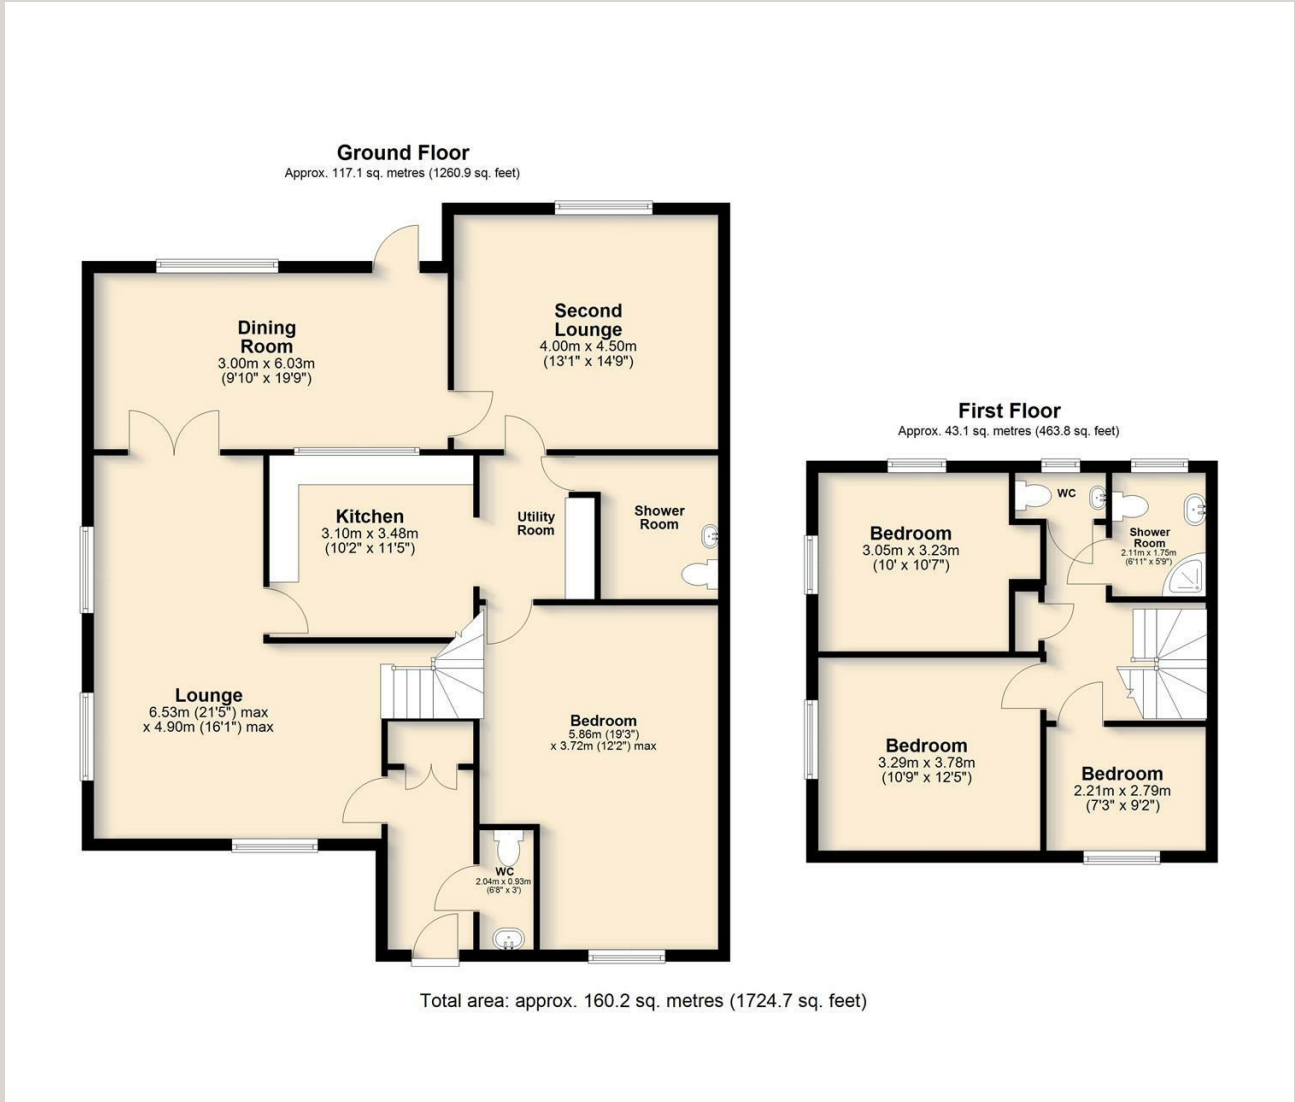 Ground Floor
Approx. 117.1 sq. metres (1260.9 sq. feet)
Second
Lounge
4.00m x 4.50m
(13'1" x 14'9")
Dining
Room
3.00m x 6.03m
(9'10" x 19'9")
Kitchen
3.10m x 3.48m
(10'2" x 11'5")
Utility
Room
Shower
Room
Lounge
6.53m (21'5") max
x 4.90m (16'1") max
Bedroom
5.86m (19'3")
x 3.72m (12'2") max
WC
2.04m x 0.93m
(6'8" x 3')
First Floor
Approx. 43.1 sq. metres (463.8 sq. feet)
Bedroom
3.05m x 3.23m
(10' x 10'7")
WC
Shower
Room
2.11m x 1.75m
(6'11" x 5'9")
Bedroom
3.29m x 3.78m
(10'9" x 12'5")
Bedroom
2.21m x 2.79m
(7'3" x 9'2")
Total area: approx. 160.2 sq. metres (1724.7 sq. feet)